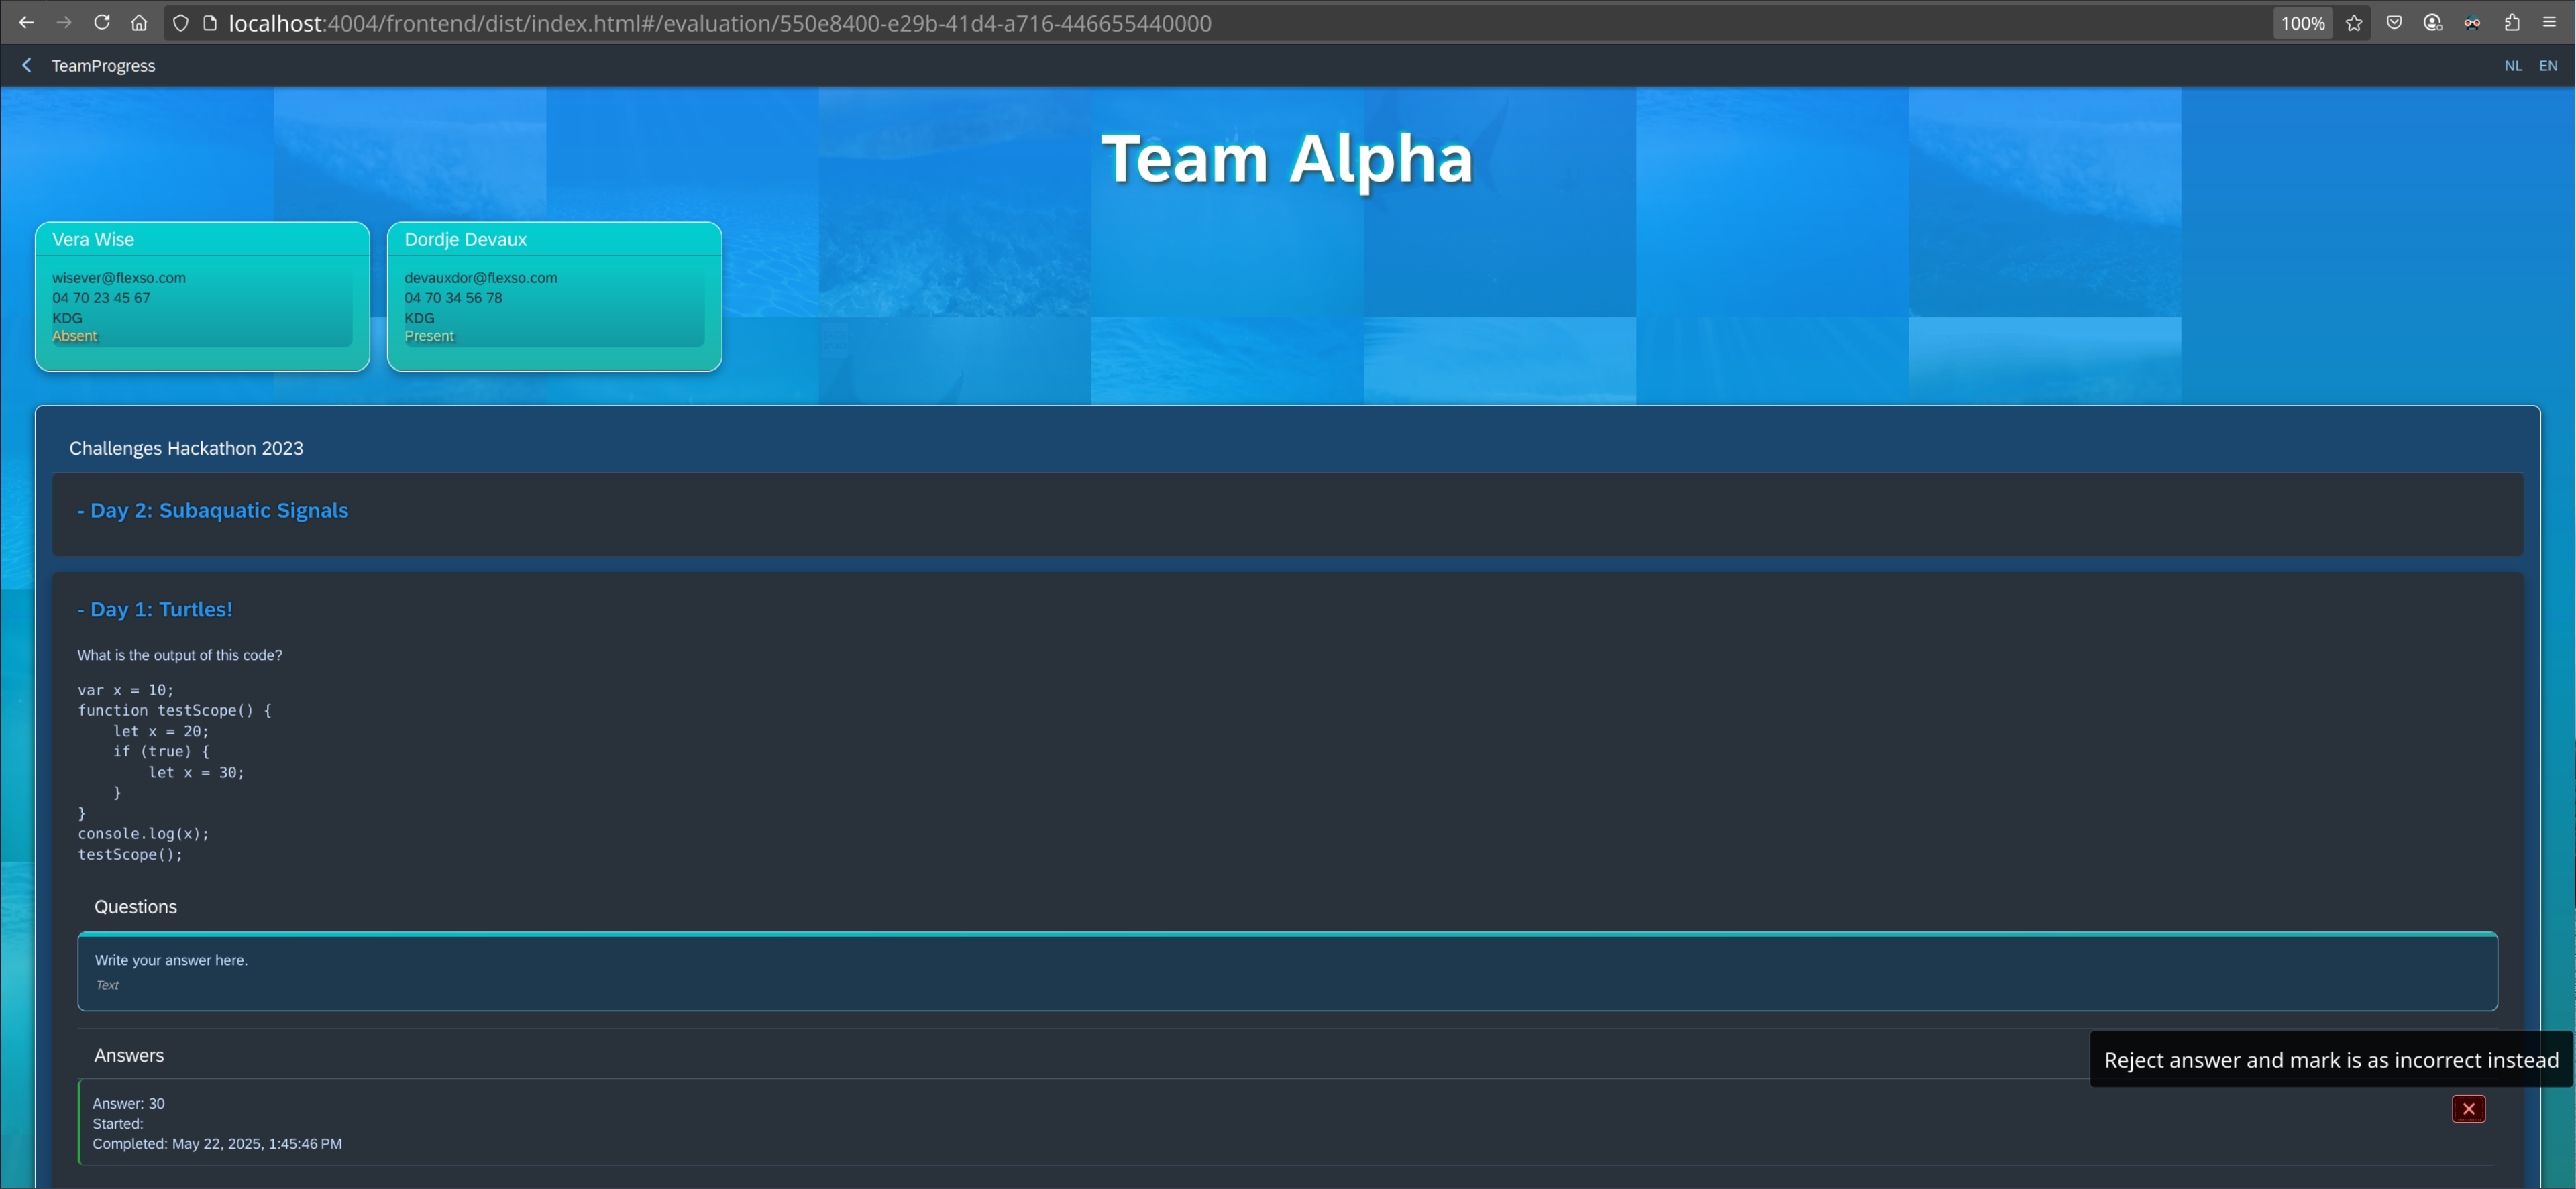 localhost:4004/frontend/dist/index.html#/evaluation/550e8400-e29b-41d4-a716-446655440000
100%
TeamProgress
NL EN
Team Alpha
Vera Wise
wisever@flexso.com
04 70 23 45 67
KDG
Absent
Dordje Devaux
devauxdor@flexso.com
04 70 34 56 78
KDG
Present
Challenges Hackathon 2023
- Day 2: Subaquatic Signals
- Day 1: Turtles!
What is the output of this code?
var x = 10;
function testScope() {
    let x = 20;
    if (true) {
        let x = 30;
    }
}
console.log(x);
testScope();
Questions
Write your answer here.
Text
Answers
Reject answer and mark is as incorrect instead
Answer: 30
Started:
Completed: May 22, 2025, 1:45:46 PM